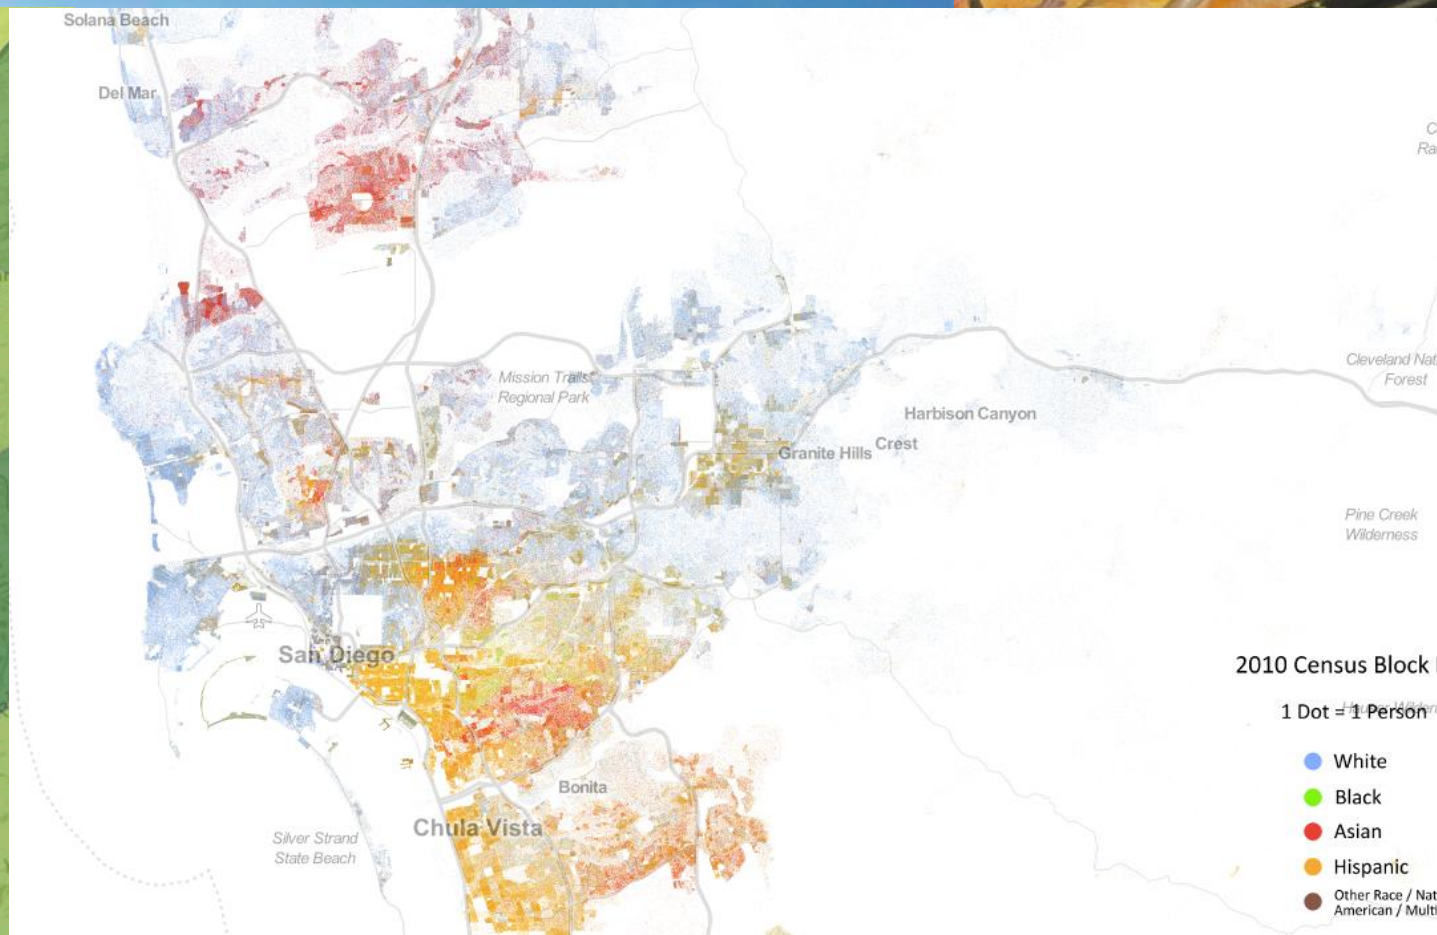 Solana Beach
Del Mar
Mission Trails
Regional Park
Cleveland Nat
Forest
Harbison Canyon
Crest
Granite Hills
Pine Creek
Wilderness
San Diego
2010 Census Block
1 Dot = 1 Person
White
Bonita
Black
Chula Vista
Asian
Silver Strand
State Beach
Hispanic
Other Race / Nat
American / Multi